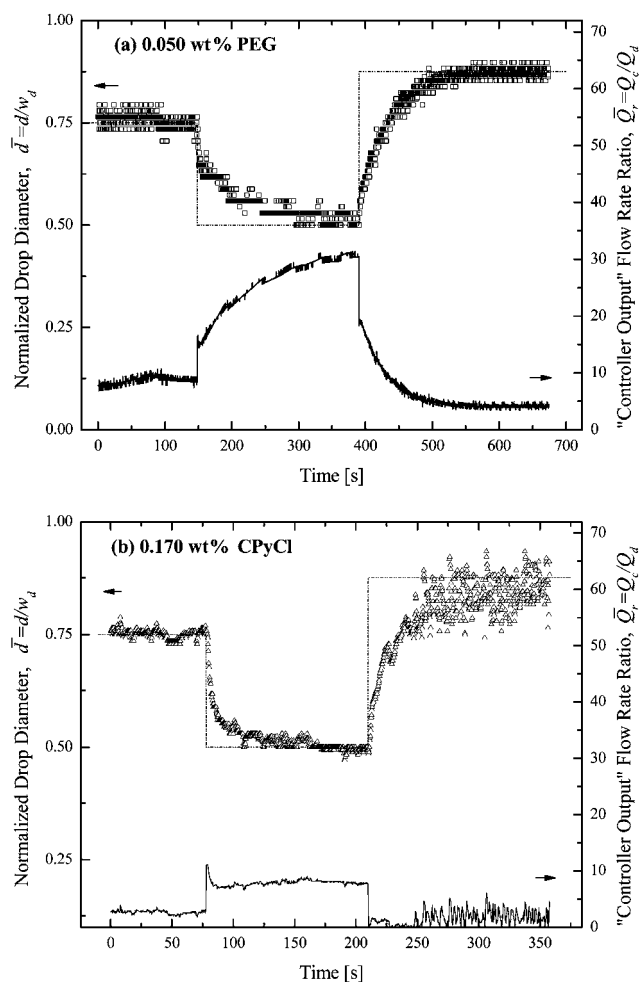 (a) 0.050 wt% PEG
Normalized Drop Diameter, d̅ =d/w_d
1.00
0.75
0.50
0.25
0.00
70
60
50
40
30
20
10
0
"Controller Output" Flow Rate Ratio, Q̅_r=Q_c/Q_d
0 100 200 300 400 500 600 700
Time [s]
(b) 0.170 wt% CPyCl
Normalized Drop Diameter, d̅ =d/w_d
1.00
0.75
0.50
0.25
70
60
50
40
30
20
10
0
"Controller Output" Flow Rate Ratio, Q̅_r=Q_c/Q_d
0 50 100 150 200 250 300 350
Time [s]